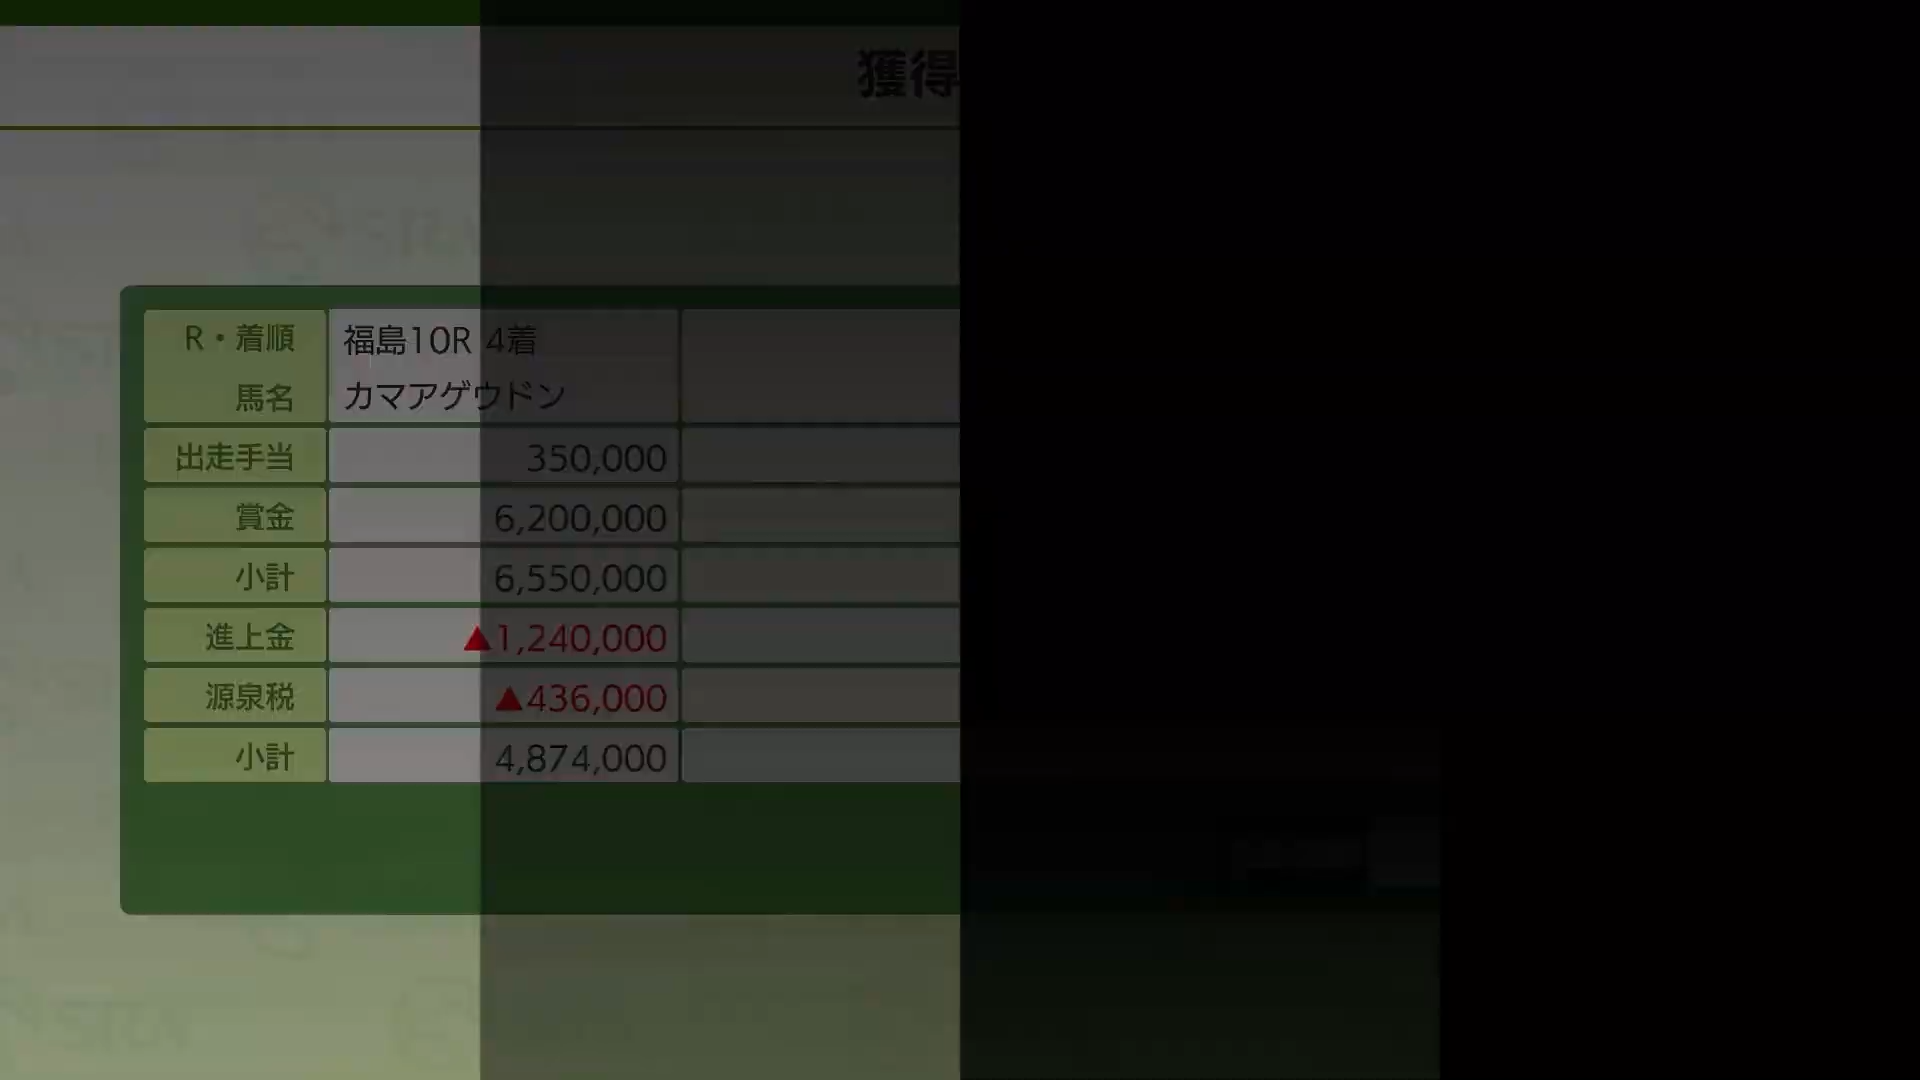 獲得
R・着順 福島10R 4着
馬名 カマアゲウドン
出走手当 350,000
賞金 6,200,000
小計 6,550,000
進上金 ▲1,240,000
源泉税 ▲436,000
小計 4,874,000